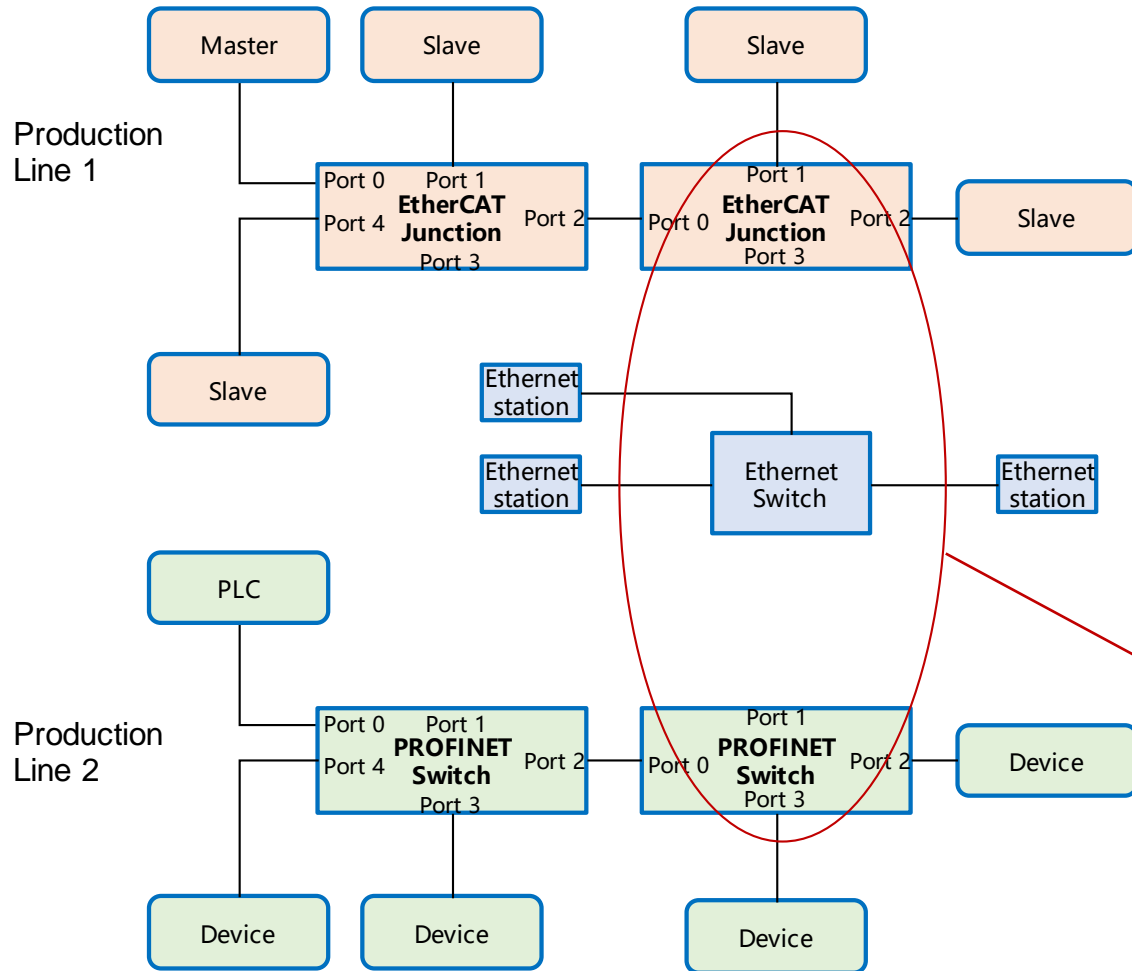 Master
Slave
Slave
Production
Line 1
Port 0
Port 1
EtherCAT
Junction
Port 4
Port 2
Port 3
Port 1
EtherCAT
Junction
Port 0
Port 2
Port 3
Slave
Slave
Ethernet
station
Ethernet
station
Ethernet
Switch
Ethernet
station
PLC
Production
Line 2
Port 0
Port 1
PROFINET
Switch
Port 4
Port 2
Port 3
Port 1
PROFINET
Switch
Port 0
Port 2
Port 3
Device
Device
Device
Device